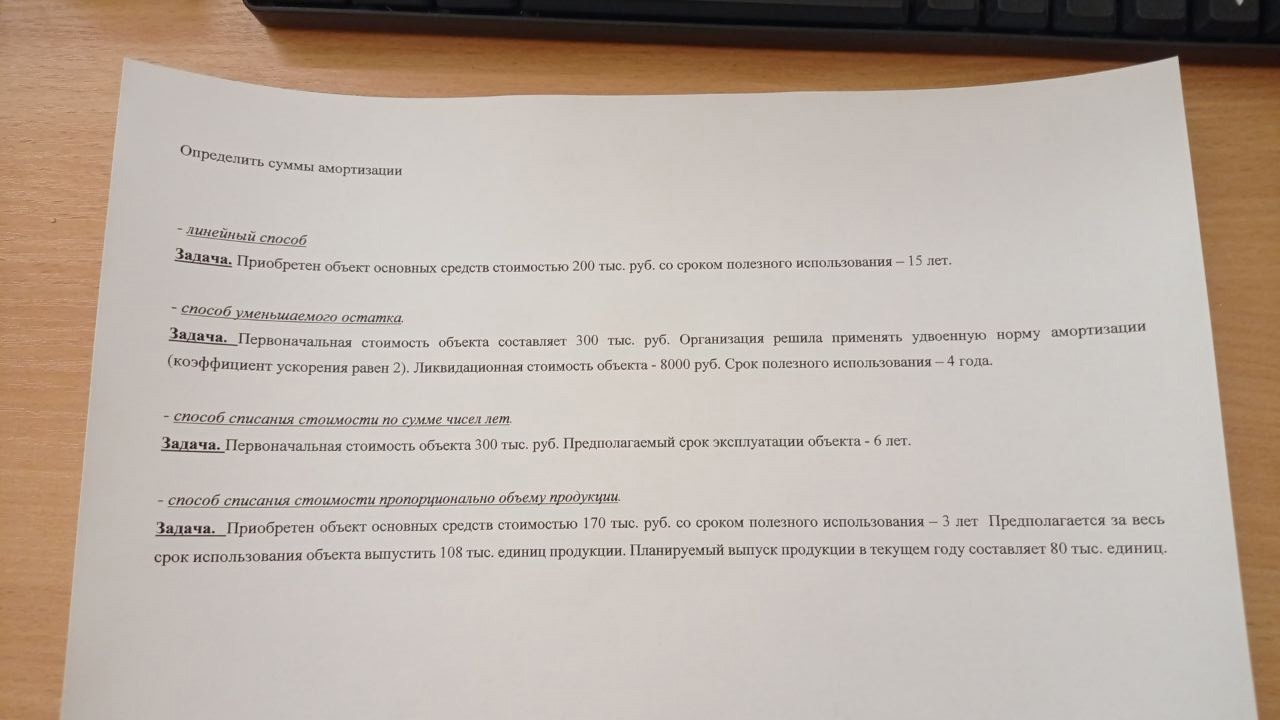 Определить суммы амортизации
- линейный способ
Задача. Приобретен объект основных средств стоимостью 200 тыс. руб. со сроком полезного использования – 15 лет.
- способ уменьшаемого остатка.
Задача. Первоначальная стоимость объекта составляет 300 тыс. руб. Организация решила применять удвоенную норму амортизации
(коэффициент ускорения равен 2). Ликвидационная стоимость объекта - 8000 руб. Срок полезного использования – 4 года.
- способ списания стоимости по сумме чисел лет.
Задача. Первоначальная стоимость объекта 300 тыс. руб. Предполагаемый срок эксплуатации объекта - 6 лет.
- способ списания стоимости пропорционально объему продукции.
Задача. Приобретен объект основных средств стоимостью 170 тыс. руб. со сроком полезного использования – 3 лет Предполагается за весь
срок использования объекта выпустить 108 тыс. единиц продукции. Планируемый выпуск продукции в текущем году составляет 80 тыс. единиц.